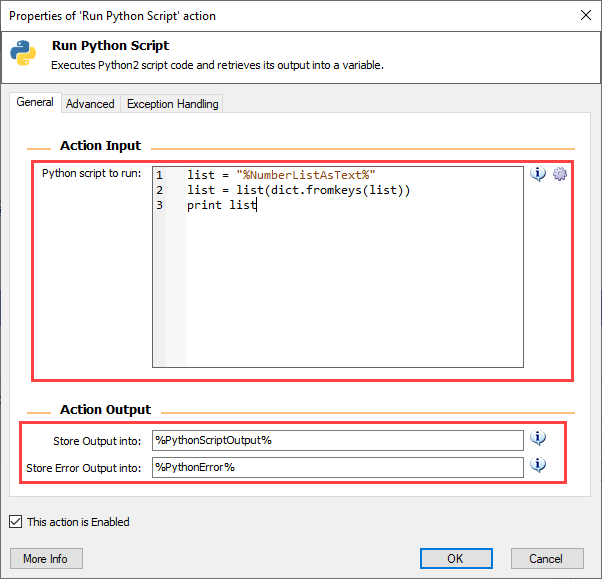 Properties of 'Run Python Script' action
Run Python Script
Executes Python2 script code and retrieves its output into a variable.
General Advanced Exception Handling
Action Input
Python script to run:
1 list = "%NumberListAsText%"
2 list = list(dict.fromkeys(list))
3 print list
Action Output
Store Output into: %PythonScriptOutput%
Store Error Output into: %PythonError%
This action is Enabled
More Info OK Cancel